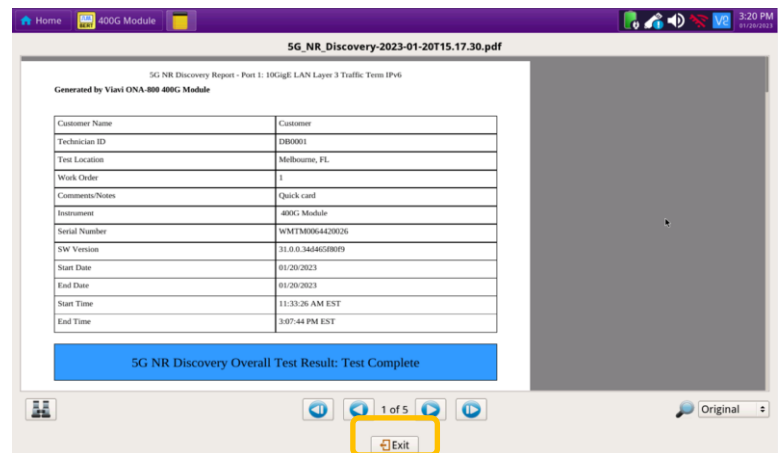 Home 400G Module 3:20 PM
01/20/2023
5G_NR_Discovery-2023-01-20T15.17.30.pdf
5G NR Discovery Report - Port 1: 10GigE LAN Layer 3 Traffic Term IPv6
Generated by Viavi ONA-800 400G Module
Customer Name Customer
Technician ID DB0001
Test Location Melbourne, FL
Work Order 1
Comments/Notes Quick card
Instrument 400G Module
Serial Number WMTM0064420026
SW Version 31.0.0.34d465f80f9
Start Date 01/20/2023
End Date 01/20/2023
Start Time 11:33:26 AM EST
End Time 3:07:44 PM EST
5G NR Discovery Overall Test Result: Test Complete
1 of 5 Original
Exit